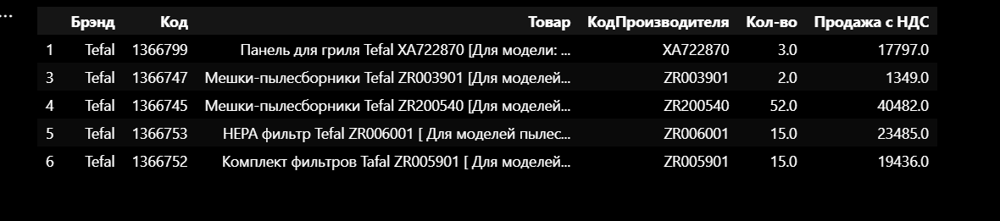 ...
Брэнд Код Товар КодПроизводителя Кол-во Продажа с НДС
1 Tefal 1366799 Панель для гриля Tefal XA722870 [Для модели: ... XA722870 3.0 17797.0
3 Tefal 1366747 Мешки-пылесборники Tefal ZR003901 [Для моделей... ZR003901 2.0 1349.0
4 Tefal 1366745 Мешки-пылесборники Tefal ZR200540 [Для моделей... ZR200540 52.0 40482.0
5 Tefal 1366753 HEPA фильтр Tefal ZR006001 [ Для моделей пылес... ZR006001 15.0 23485.0
6 Tefal 1366752 Комплект фильтров Tafal ZR005901 [ Для моделей... ZR005901 15.0 19436.0